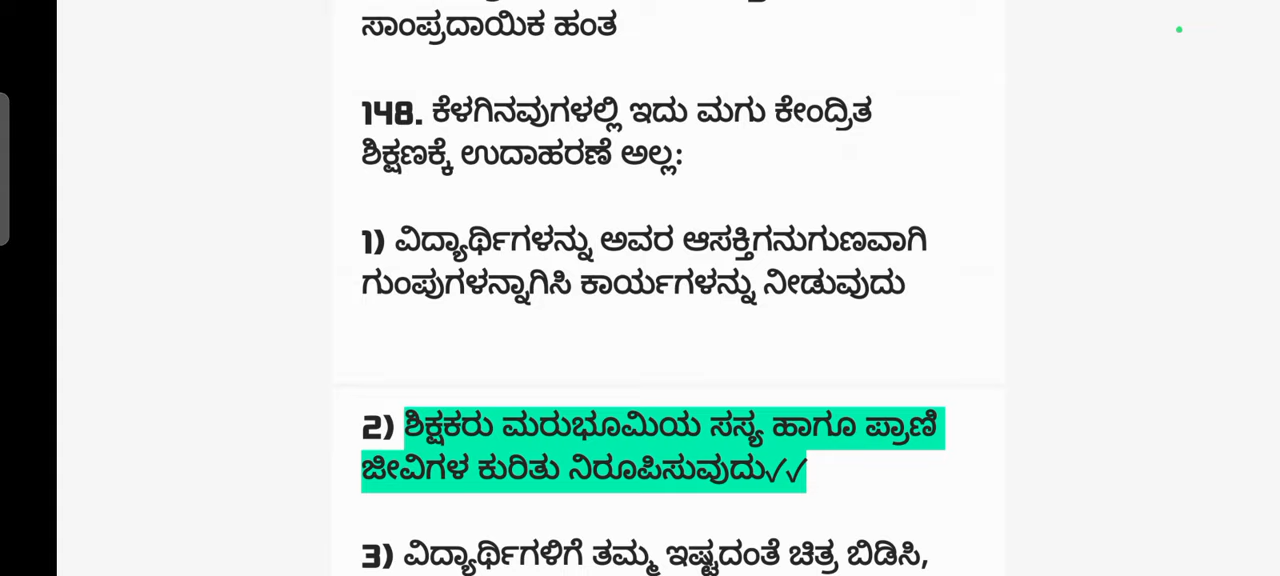 ಸಾಂಪ್ರದಾಯಿಕ ಹಂತ
148. ಕೆಳಗಿನವುಗಳಲ್ಲಿ ಇದು ಮಗು ಕೇಂದ್ರಿತ
ಶಿಕ್ಷಣಕ್ಕೆ ಉದಾಹರಣೆ ಅಲ್ಲ:
1) ವಿದ್ಯಾರ್ಥಿಗಳನ್ನು ಅವರ ಆಸಕ್ತಿಗನುಗುಣವಾಗಿ
ಗುಂಪುಗಳನ್ನಾಗಿಸಿ ಕಾರ್ಯಗಳನ್ನು ನೀಡುವುದು
2) ಶಿಕ್ಷಕರು ಮರುಭೂಮಿಯ ಸಸ್ಯ ಹಾಗೂ ಪ್ರಾಣಿ
ಜೀವಿಗಳ ಕುರಿತು ನಿರೂಪಿಸುವುದು✓✓
3) ವಿದ್ಯಾರ್ಥಿಗಳಿಗೆ ತಮ್ಮ ಇಷ್ಟದಂತೆ ಚಿತ್ರ ಬಿಡಿಸಿ,